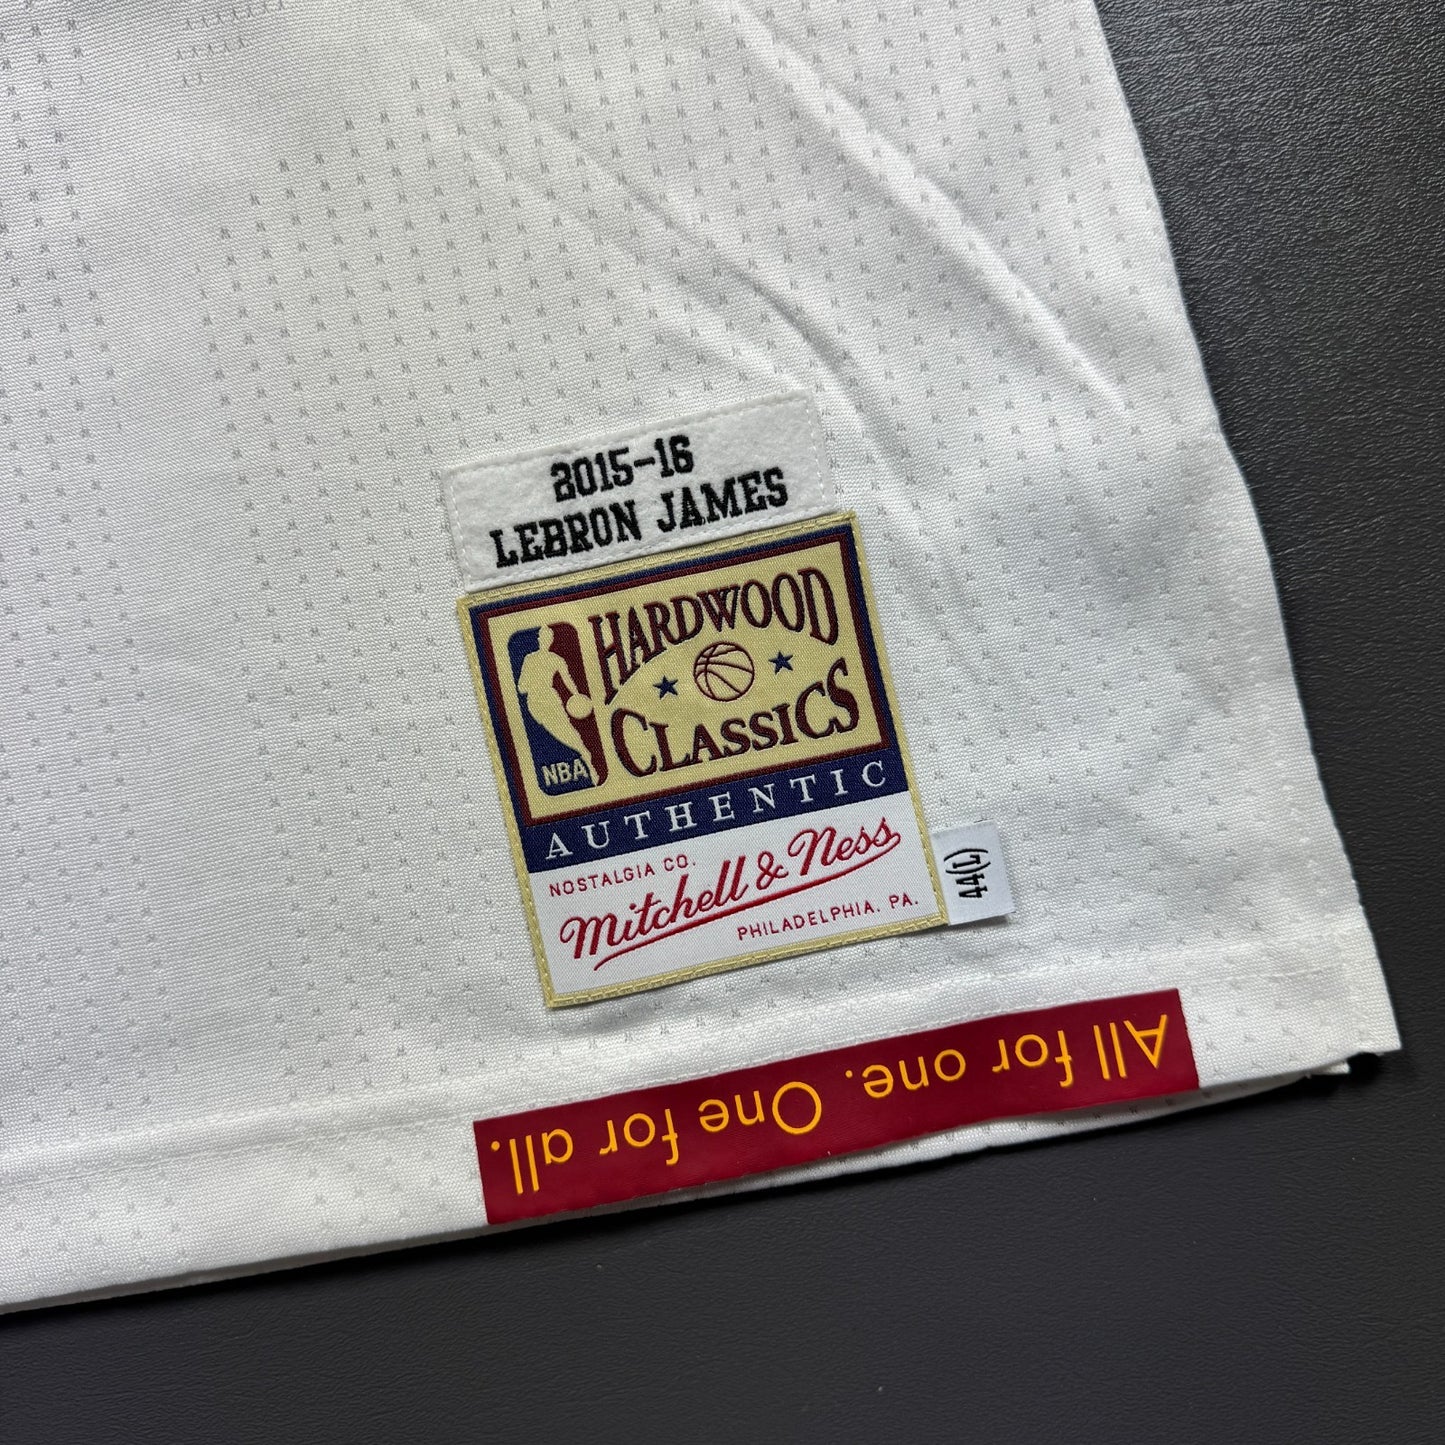 2015-16
LEBRON JAMES
HARDWOOD
CLASSICS
NBA
AUTHENTIC
NOSTALGIA CO.
Mitchell & Ness
PHILADELPHIA, PA.
44(L)
All for one. One for all.